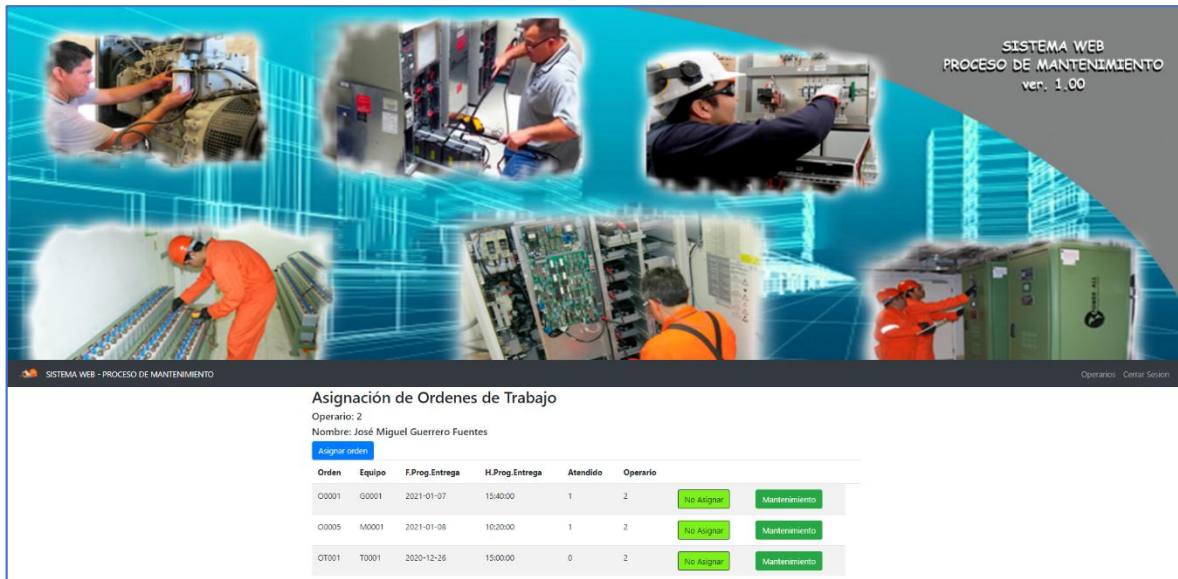 SISTEMA WEB
PROCESO DE MANTENIMIENTO
ver. 1.00
SISTEMA WEB - PROCESO DE MANTENIMIENTO
Operarios Cerrar Sesion
Asignación de Ordenes de Trabajo
Operario: 2
Nombre: José Miguel Guerrero Fuentes
Asignar orden
Orden Equipo F.Prog.Entrega H.Prog.Entrega Atendido Operario
O0001 G0001 2021-01-07 15:40:00 1 2 No Asignar Mantenimiento
O0005 M0001 2021-01-08 10:20:00 1 2 No Asignar Mantenimiento
OT001 T0001 2020-12-26 15:00:00 0 2 No Asignar Mantenimiento